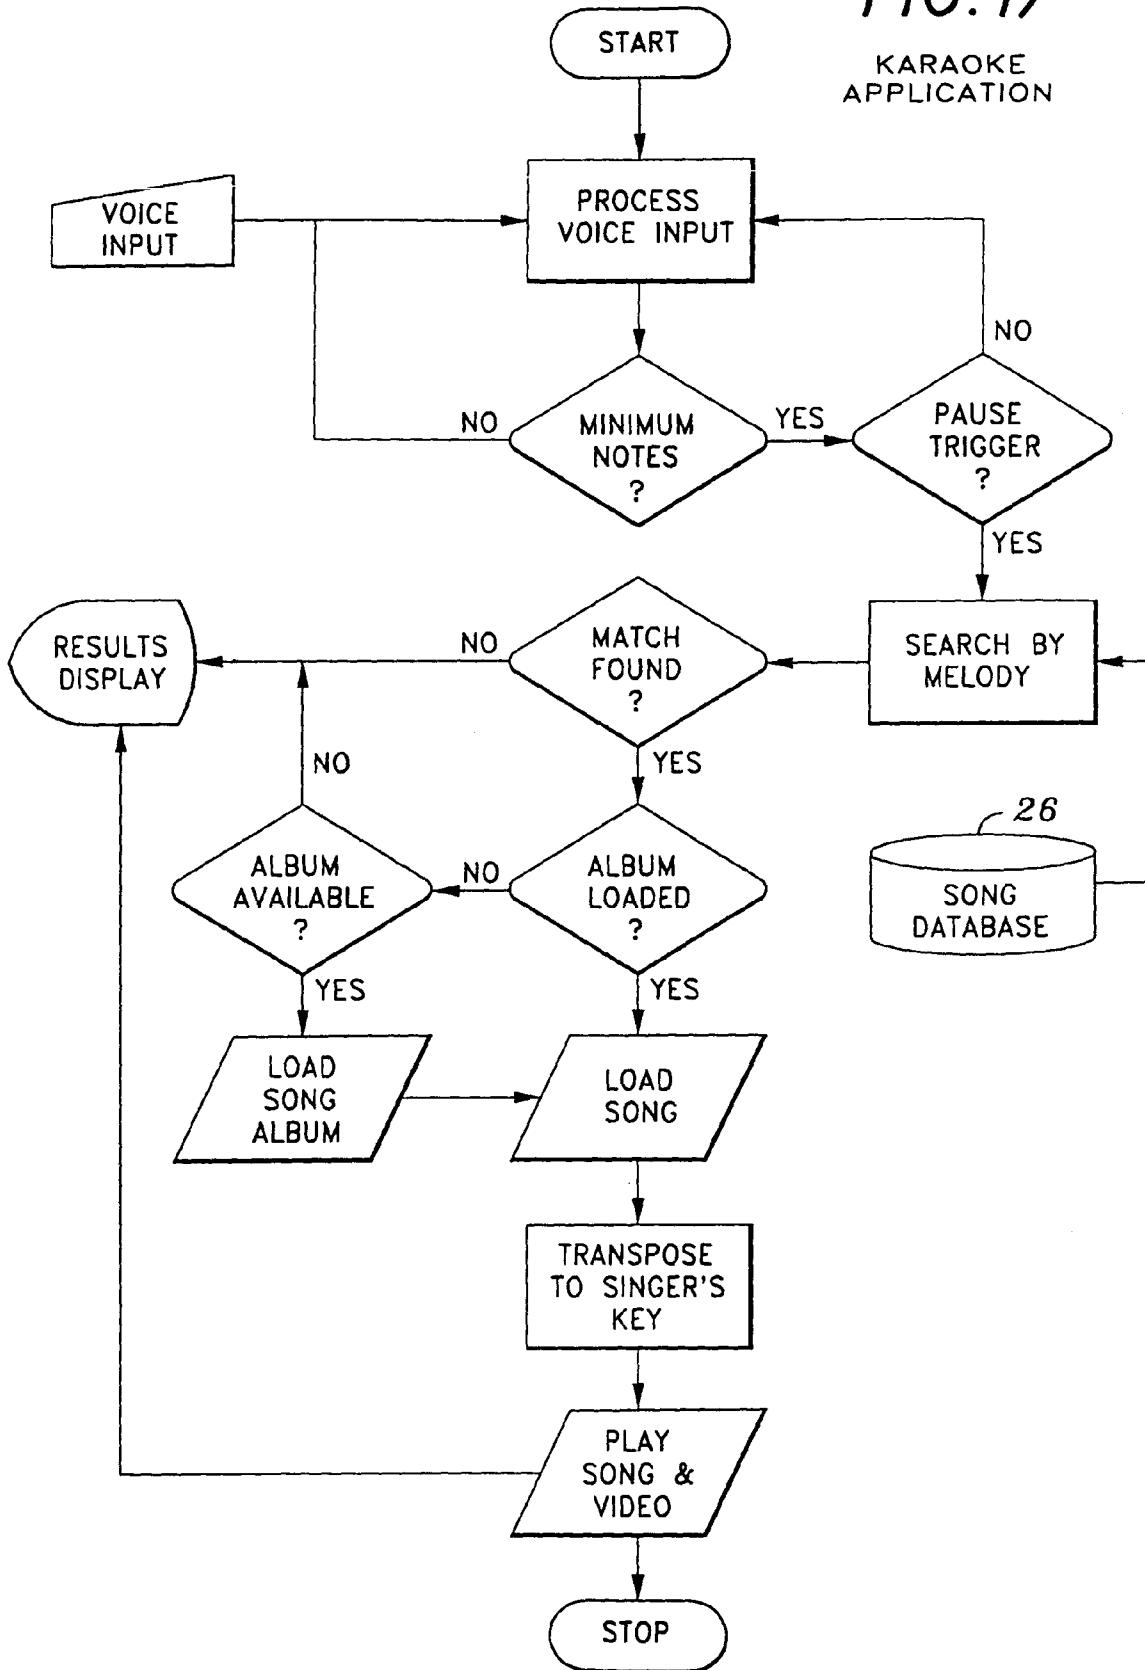 START
KARAOKE
APPLICATION
VOICE
INPUT
PROCESS
VOICE INPUT
NO
NO
MINIMUM
NOTES
?
YES
PAUSE
TRIGGER
?
YES
RESULTS
DISPLAY
NO
MATCH
FOUND
?
SEARCH BY
MELODY
NO
YES
26
ALBUM
AVAILABLE
?
NO
ALBUM
LOADED
?
SONG
DATABASE
YES
YES
LOAD
SONG
ALBUM
LOAD
SONG
TRANSPOSE
TO SINGER'S
KEY
PLAY
SONG &
VIDEO
STOP